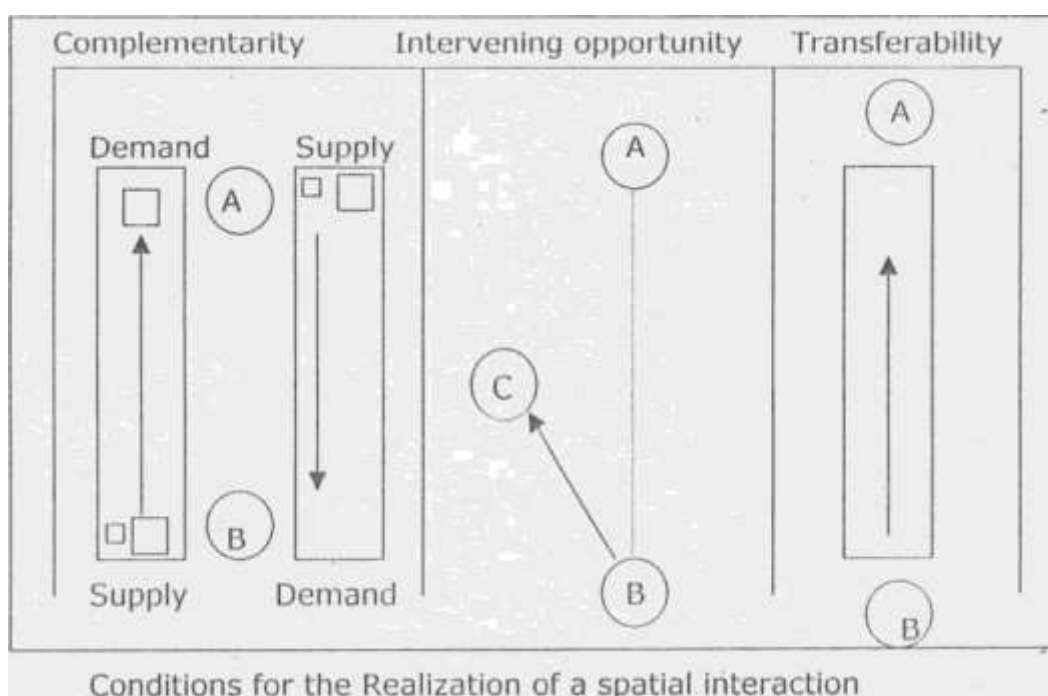 Complementarity Intervening opportunity Transferability
A
Demand Supply A
A
C
B
B
Supply Demand B
Conditions for the Realization of a spatial interaction